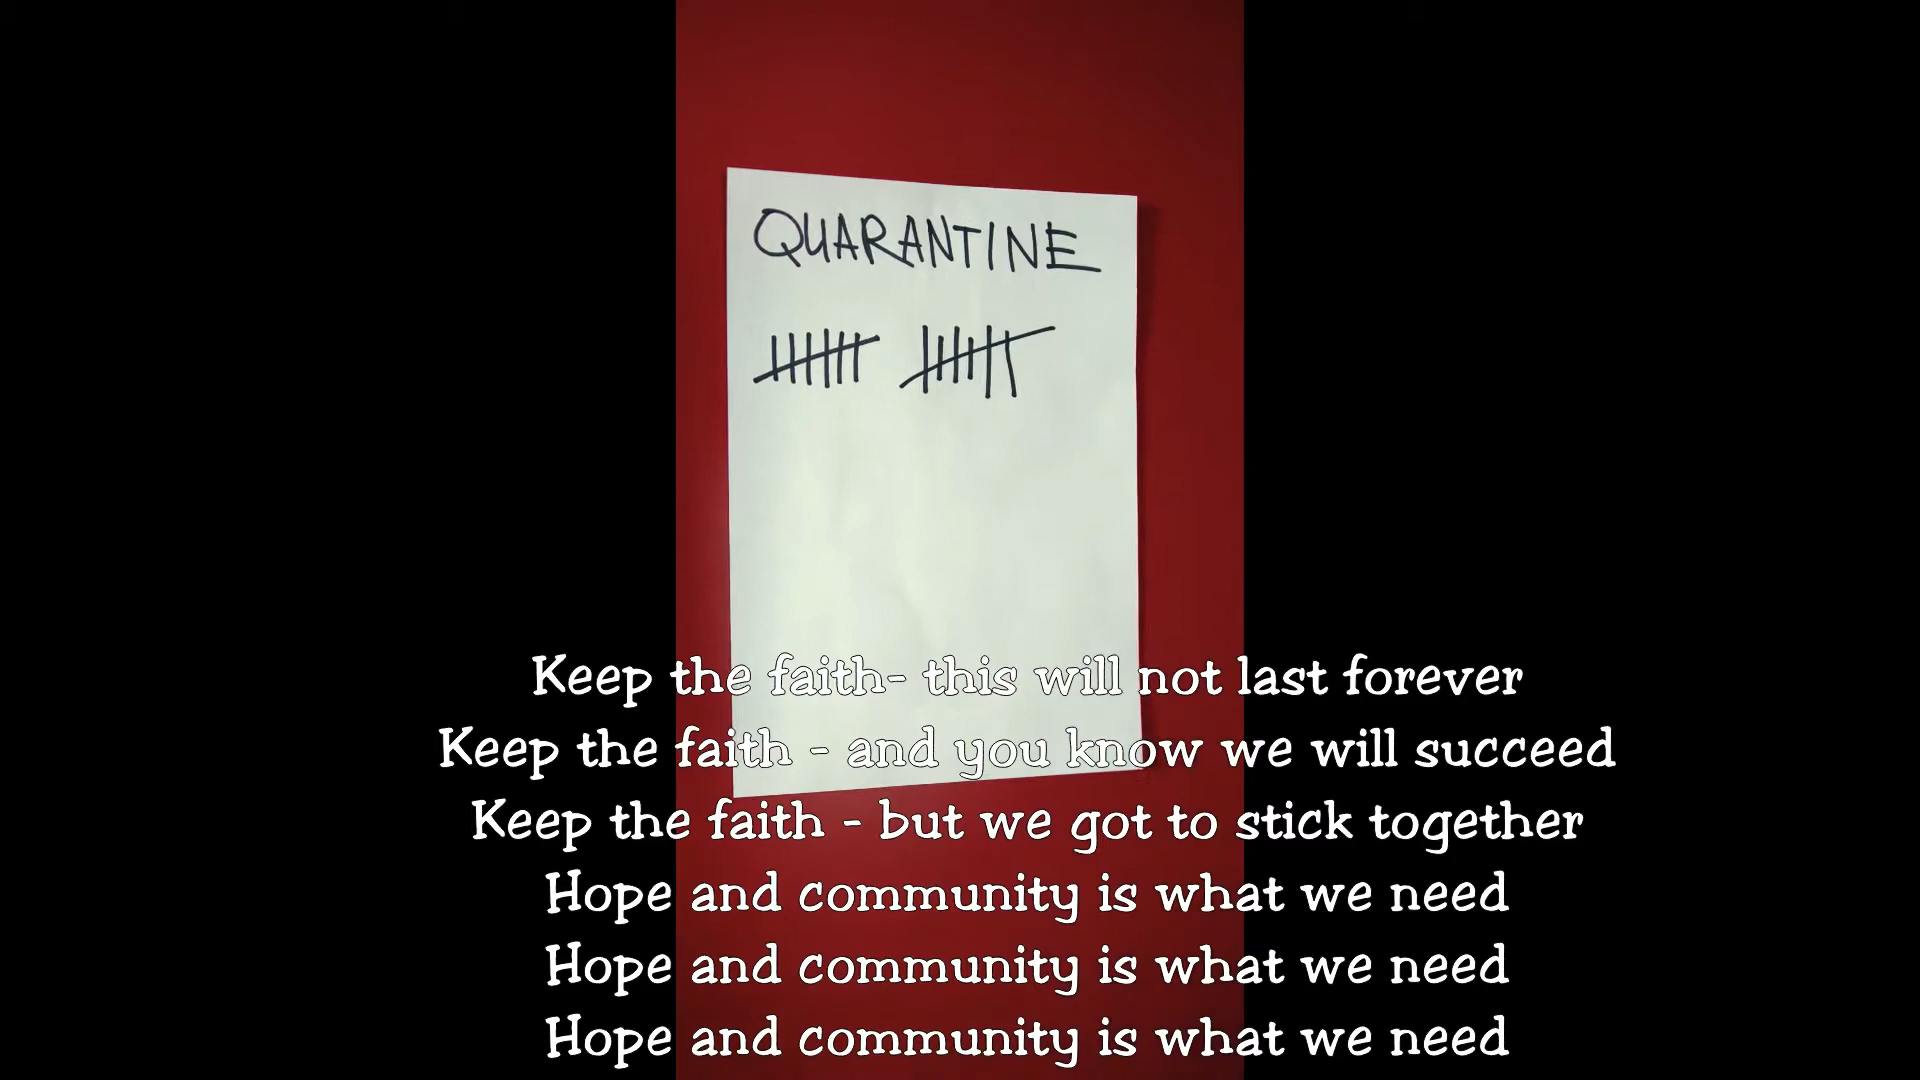 QUARANTINE
Keep the faith- this will not last forever
Keep the faith - and you know we will succeed
Keep the faith - but we got to stick together
Hope and community is what we need
Hope and community is what we need
Hope and community is what we need